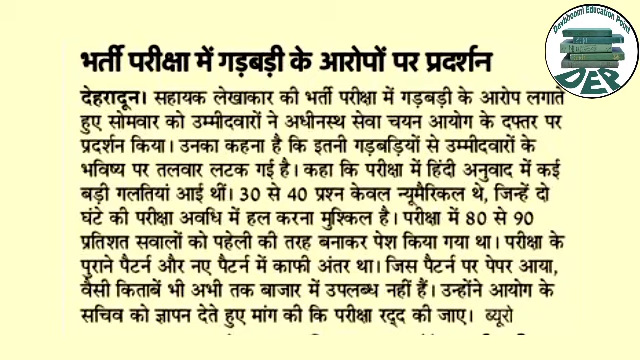 Devbhoomi Education Point
DEP
भर्ती परीक्षा में गड़बड़ी के आरोपों पर प्रदर्शन
देहरादून। सहायक लेखाकार की भर्ती परीक्षा में गड़बड़ी के आरोप लगाते
हुए सोमवार को उम्मीदवारों ने अधीनस्थ सेवा चयन आयोग के दफ्तर पर
प्रदर्शन किया। उनका कहना है कि इतनी गड़बड़ियों से उम्मीदवारों के
भविष्य पर तलवार लटक गई है। कहा कि परीक्षा में हिंदी अनुवाद में कई
बड़ी गलतियां आई थीं। 30 से 40 प्रश्न केवल न्यूमैरिकल थे, जिन्हें दो
घंटे की परीक्षा अवधि में हल करना मुश्किल है। परीक्षा में 80 से 90
प्रतिशत सवालों को पहेली की तरह बनाकर पेश किया गया था। परीक्षा के
पुराने पैटर्न और नए पैटर्न में काफी अंतर था। जिस पैटर्न पर पेपर आया,
वैसी किताबें भी अभी तक बाजार में उपलब्ध नहीं हैं। उन्होंने आयोग के
सचिव को ज्ञापन देते हुए मांग की कि परीक्षा रद्द की जाए। ब्यूरो